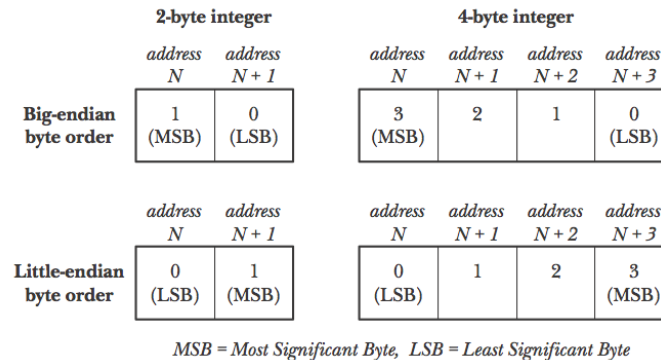 2-byte integer 4-byte integer
address address address address address address
N N + 1 N N + 1 N + 2 N + 3
Big-endian byte order
1 0 3 2 1 0
(MSB) (LSB) (MSB) (LSB)
address address address address address address
N N + 1 N N + 1 N + 2 N + 3
Little-endian byte order
0 1 0 1 2 3
(LSB) (MSB) (LSB) (MSB)
MSB = Most Significant Byte, LSB = Least Significant Byte